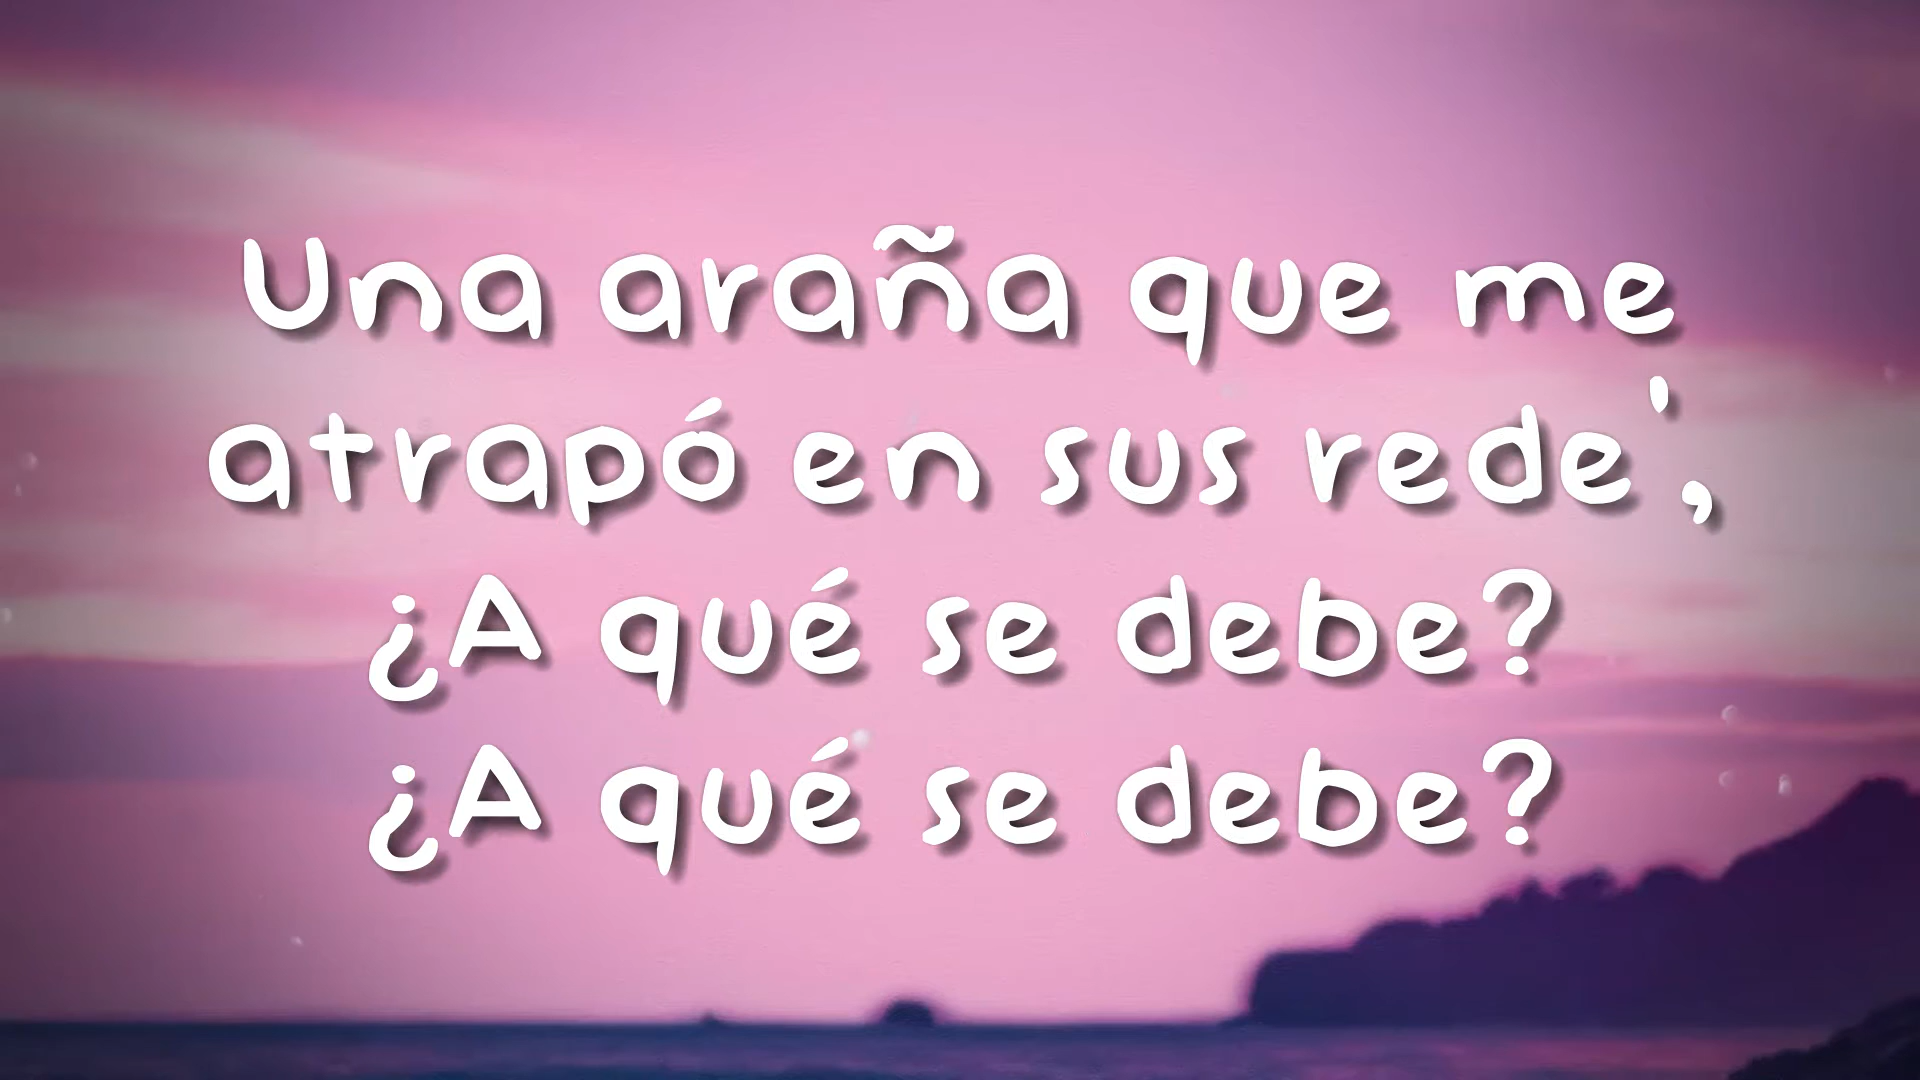 Una araña que me
atrapó en sus rede',
¿A qué se debe?
¿A qué se debe?